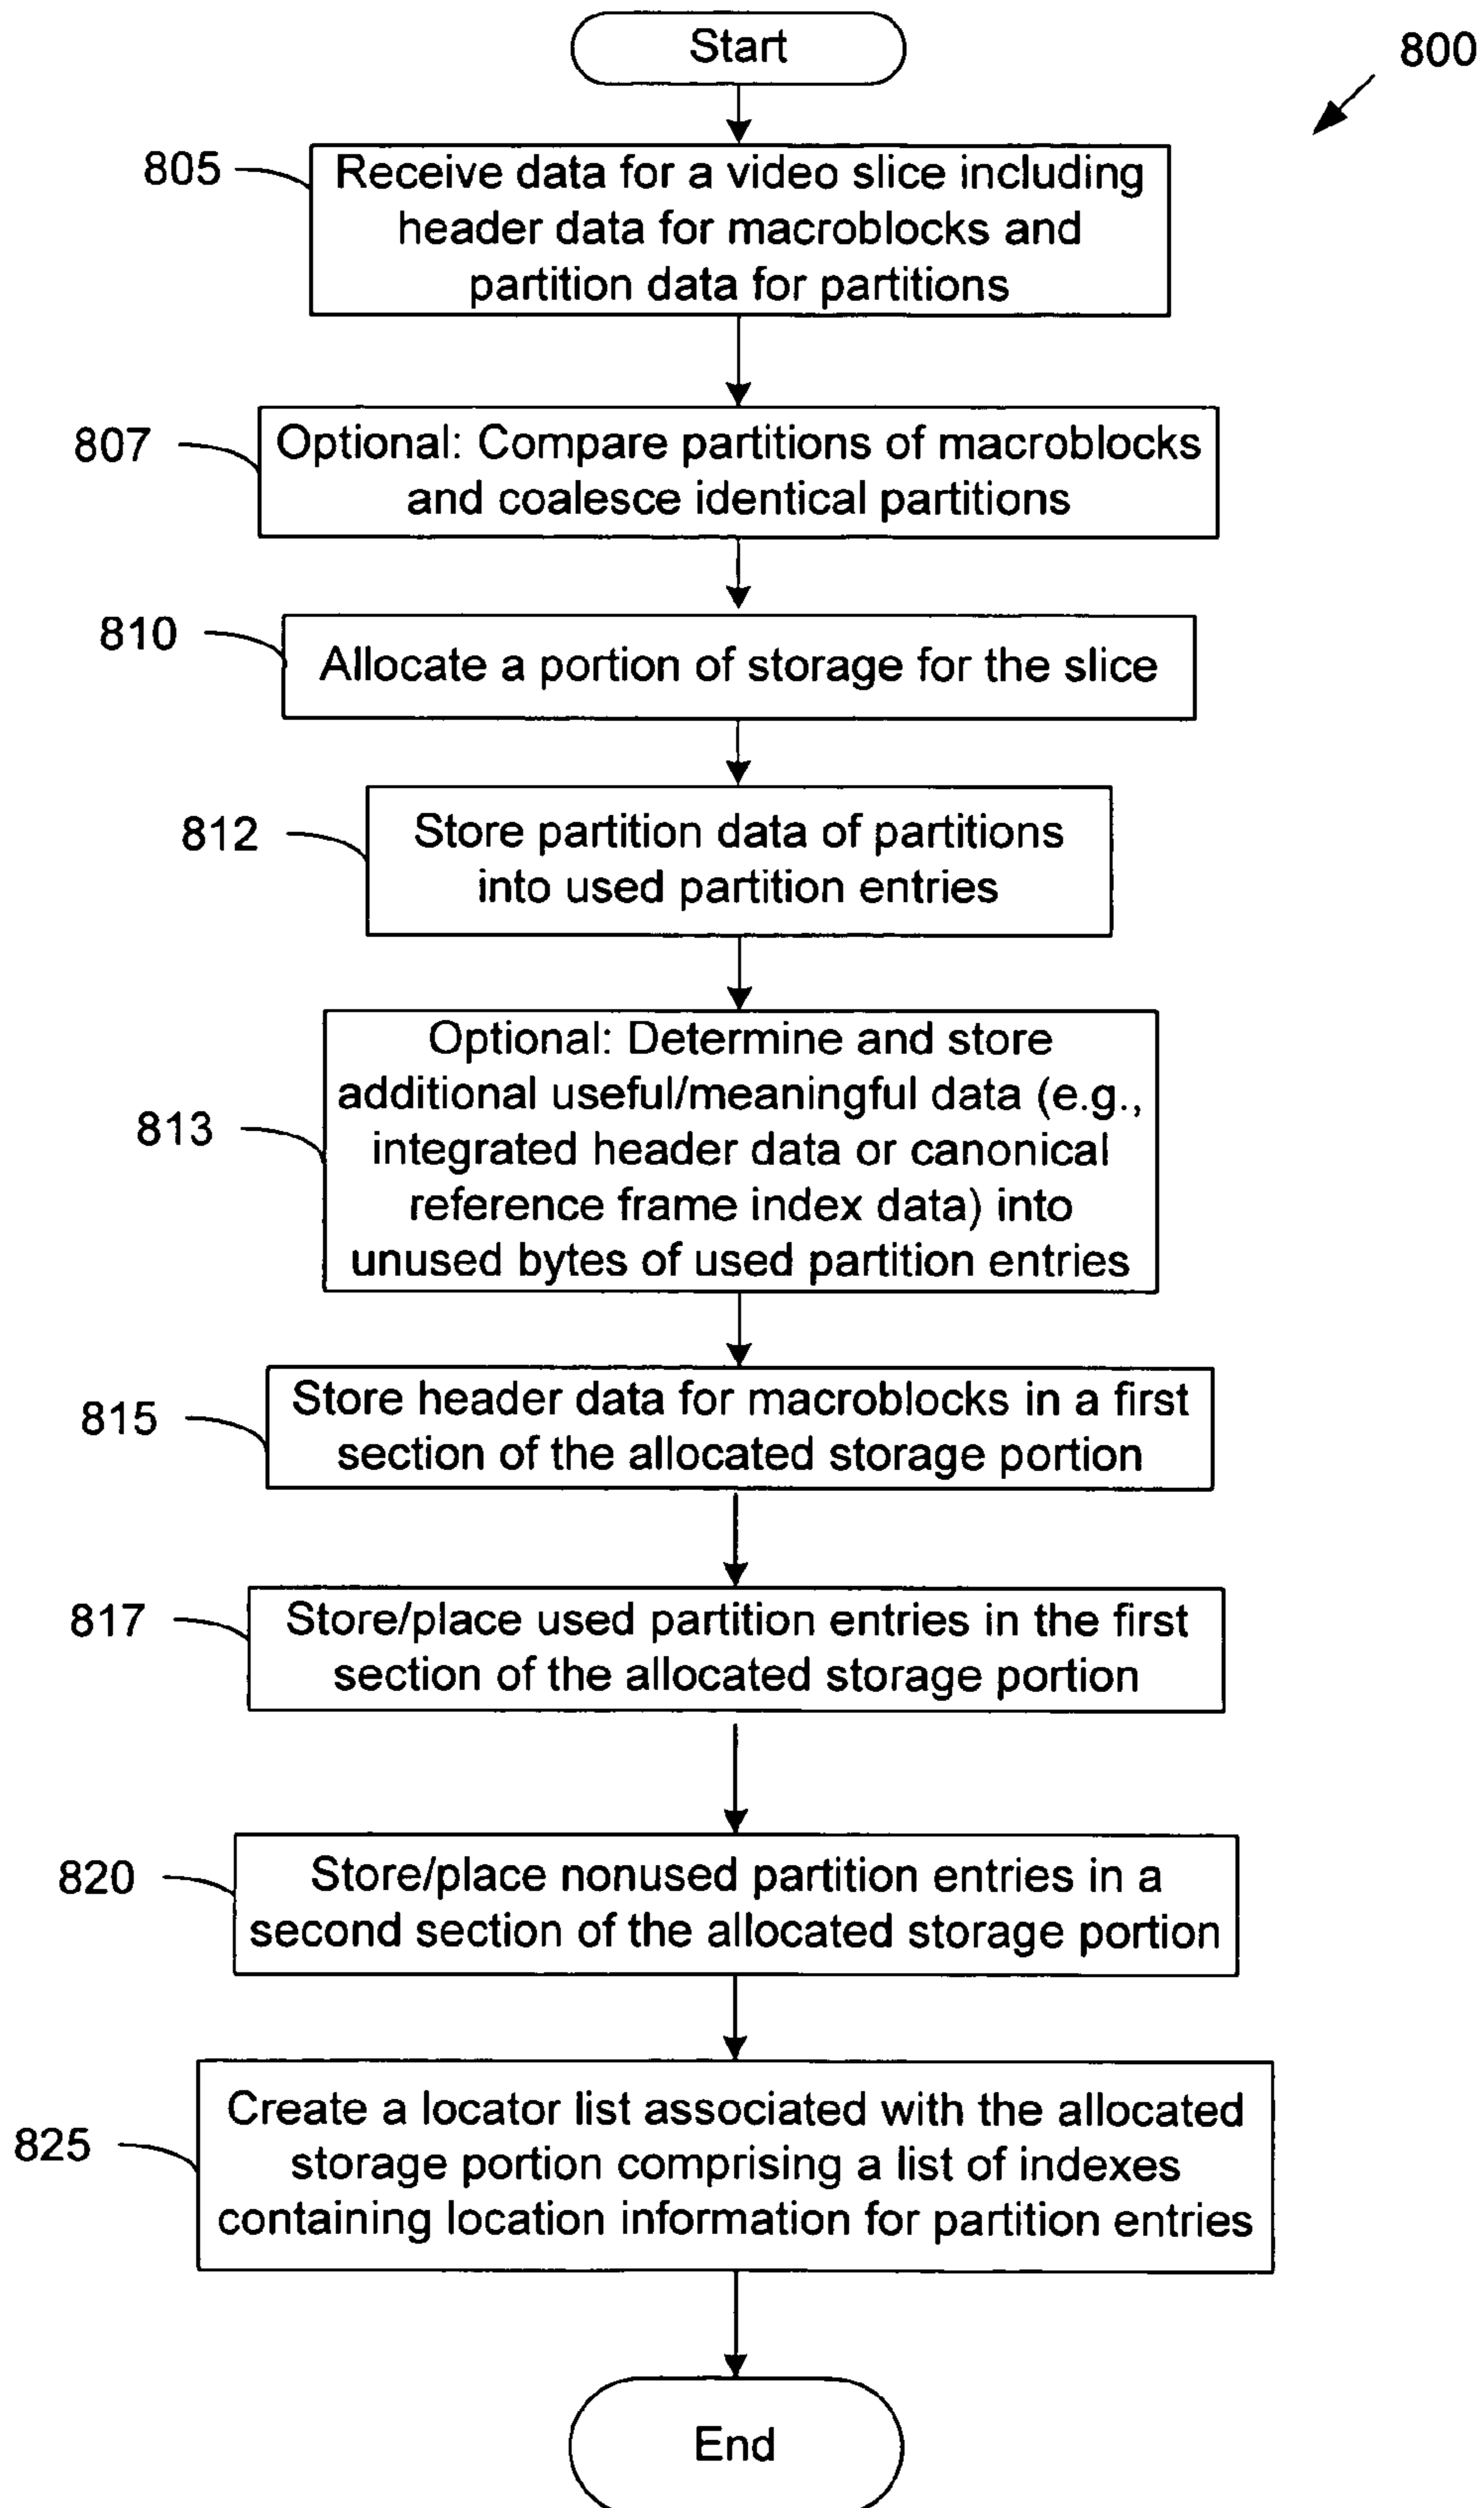 Start
800
805
Receive data for a video slice including
header data for macroblocks and
partition data for partitions
807
Optional: Compare partitions of macroblocks
and coalesce identical partitions
810
Allocate a portion of storage for the slice
812
Store partition data of partitions
into used partition entries
813
Optional: Determine and store
additional useful/meaningful data (e.g.,
integrated header data or canonical
reference frame index data) into
unused bytes of used partition entries
815
Store header data for macroblocks in a first
section of the allocated storage portion
817
Store/place used partition entries in the first
section of the allocated storage portion
820
Store/place nonused partition entries in a
second section of the allocated storage portion
825
Create a locator list associated with the allocated
storage portion comprising a list of indexes
containing location information for partition entries
End